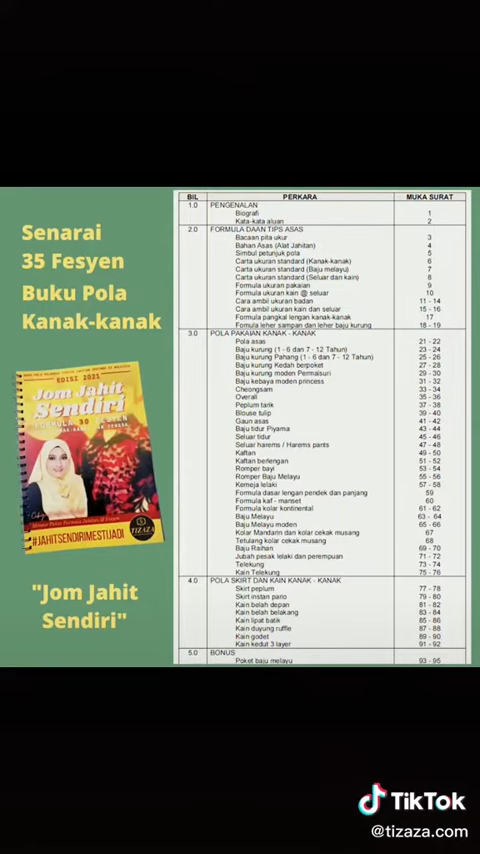 Senarai
35 Fesyen
Buku Pola
Kanak-kanak
EDISI 2021
Jom Jahit
Sendiri
TIZAZA
#JAHITSENDIRIMESTIJADI
"Jom Jahit
Sendiri"
BIL PERKARA MUKA SURAT
1.0 PENGENALAN
Biografi 1
Kata-kata aluan 2
2.0 FORMULA DAAN TIPS ASAS
Bacaan pita ukur 3
Bahan Asas (Alat Jahitan) 4
Simbul petunjuk pola 5
Carta ukuran standard (Kanak-kanak) 6
Carta ukuran standard (Baju melayu) 7
Carta ukuran standard (Seluar dan kain) 8
Formula ukuran pakaian 9
Formula ukuran kain @ seluar 10
Cara ambil ukuran badan 11 - 14
Cara ambil ukuran kain dan seluar 15 - 16
Formula pangkal lengan kanak-kanak 17
Formula leher sampan dan leher baju kurung 18 - 19
3.0 POLA PAKAIAN KANAK - KANAK
Pola asas 21 - 22
Baju kurung (1 - 6 dan 7 - 12 Tahun) 23 - 24
Baju kurung Pahang (1 - 6 dan 7 - 12 Tahun) 25 - 26
Baju kurung Kedah berpoket 27 - 28
Baju kurung moden Permaisuri 29 - 30
Baju kebaya moden princess 31 - 32
Cheongsam 33 - 34
Overall 35 - 36
Peplum tarik 37 - 38
Blouse tulip 39 - 40
Gaun asas 41 - 42
Baju tidur Piyama 43 - 44
Seluar tidur 45 - 46
Seluar harems / Harems pants 47 - 48
Kaftan 49 - 50
Kaftan berlengan 51 - 52
Romper bayi 53 - 54
Romper Baju Melayu 55 - 56
Kemeja lelaki 57 - 58
Formula dasar lengan pendek dan panjang 59
Formula kaf - manset 60
Formula kolar kontinental 61 - 62
Baju Melayu 63 - 64
Baju Melayu moden 65 - 66
Kolar Mandarin dan kolar cekak musang 67
Tetulang kolar cekak musang 68
Baju Raihan 69 - 70
Jubah pesak lelaki dan perempuan 71 - 72
Telekung 73 - 74
Kain Telekung 75 - 76
4.0 POLA SKIRT DAN KAIN KANAK - KANAK
Skirt peplum 77 - 78
Skirt instan pario 79 - 80
Kain belah depan 81 - 82
Kain belah belakang 83 - 84
Kain lipat batik 85 - 86
Kain duyung ruffle 87 - 88
Kain godet 89 - 90
Kain kedut 3 layer 91 - 92
5.0 BONUS
Poket baju melayu 93 - 95
TikTok
@tizaza.com